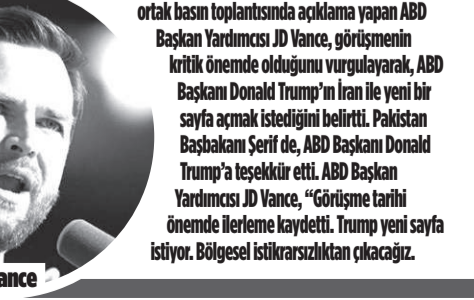 ortak basın toplantısında açıklama yapan ABD
Başkan Yardımcısı JD Vance, görüşmenin
kritik önemde olduğunu vurgulayarak, ABD
Başkanı Donald Trump’ın İran ile yeni bir
sayfa açmak istediğini belirtti. Pakistan
Başbakanı Şerif de, ABD Başkanı Donald
Trump’a teşekkür etti. ABD Başkan
Yardımcısı JD Vance, “Görüşme tarihi
önemde ilerleme kaydetti. Trump yeni sayfa
istiyor. Bölgesel istikrarsızlıktan çıkacağız.
ance